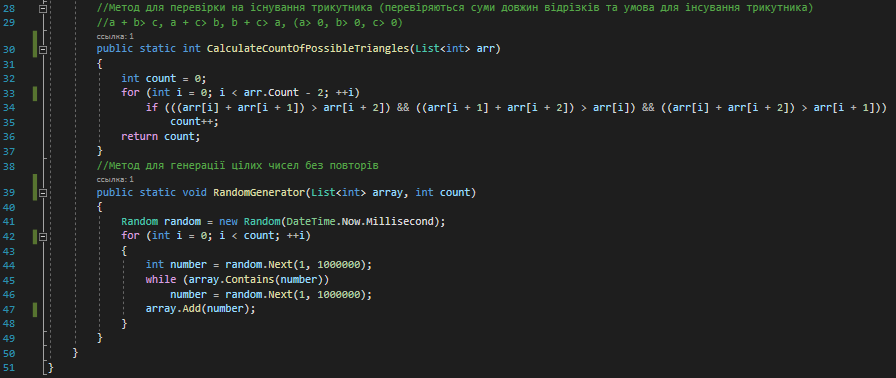 28 //Метод для перевірки на існування трикутника (перевіряються суми довжин відрізків та умова для інсування трикутника)
29 //a + b> c, a + c> b, b + c> a, (a> 0, b> 0, c> 0)
ссылка: 1
30 public static int CalculateCountOfPossibleTriangles(List<int> arr)
31 {
32 int count = 0;
33 for (int i = 0; i < arr.Count - 2; ++i)
34 if (((arr[i] + arr[i + 1]) > arr[i + 2]) && ((arr[i + 1] + arr[i + 2]) > arr[i]) && ((arr[i] + arr[i + 2]) > arr[i + 1]))
35 count++;
36 return count;
37 }
38 //Метод для генерації цілих чисел без повторів
ссылка: 1
39 public static void RandomGenerator(List<int> array, int count)
40 {
41 Random random = new Random(DateTime.Now.Millisecond);
42 for (int i = 0; i < count; ++i)
43 {
44 int number = random.Next(1, 1000000);
45 while (array.Contains(number))
46 number = random.Next(1, 1000000);
47 array.Add(number);
48 }
49 }
50 }
51 }